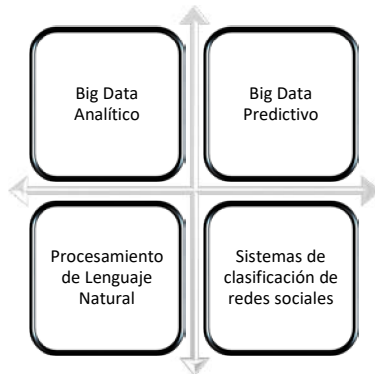 Big Data
Analítico
Big Data
Predictivo
Procesamiento
de Lenguaje
Natural
Sistemas de
clasificación de
redes sociales